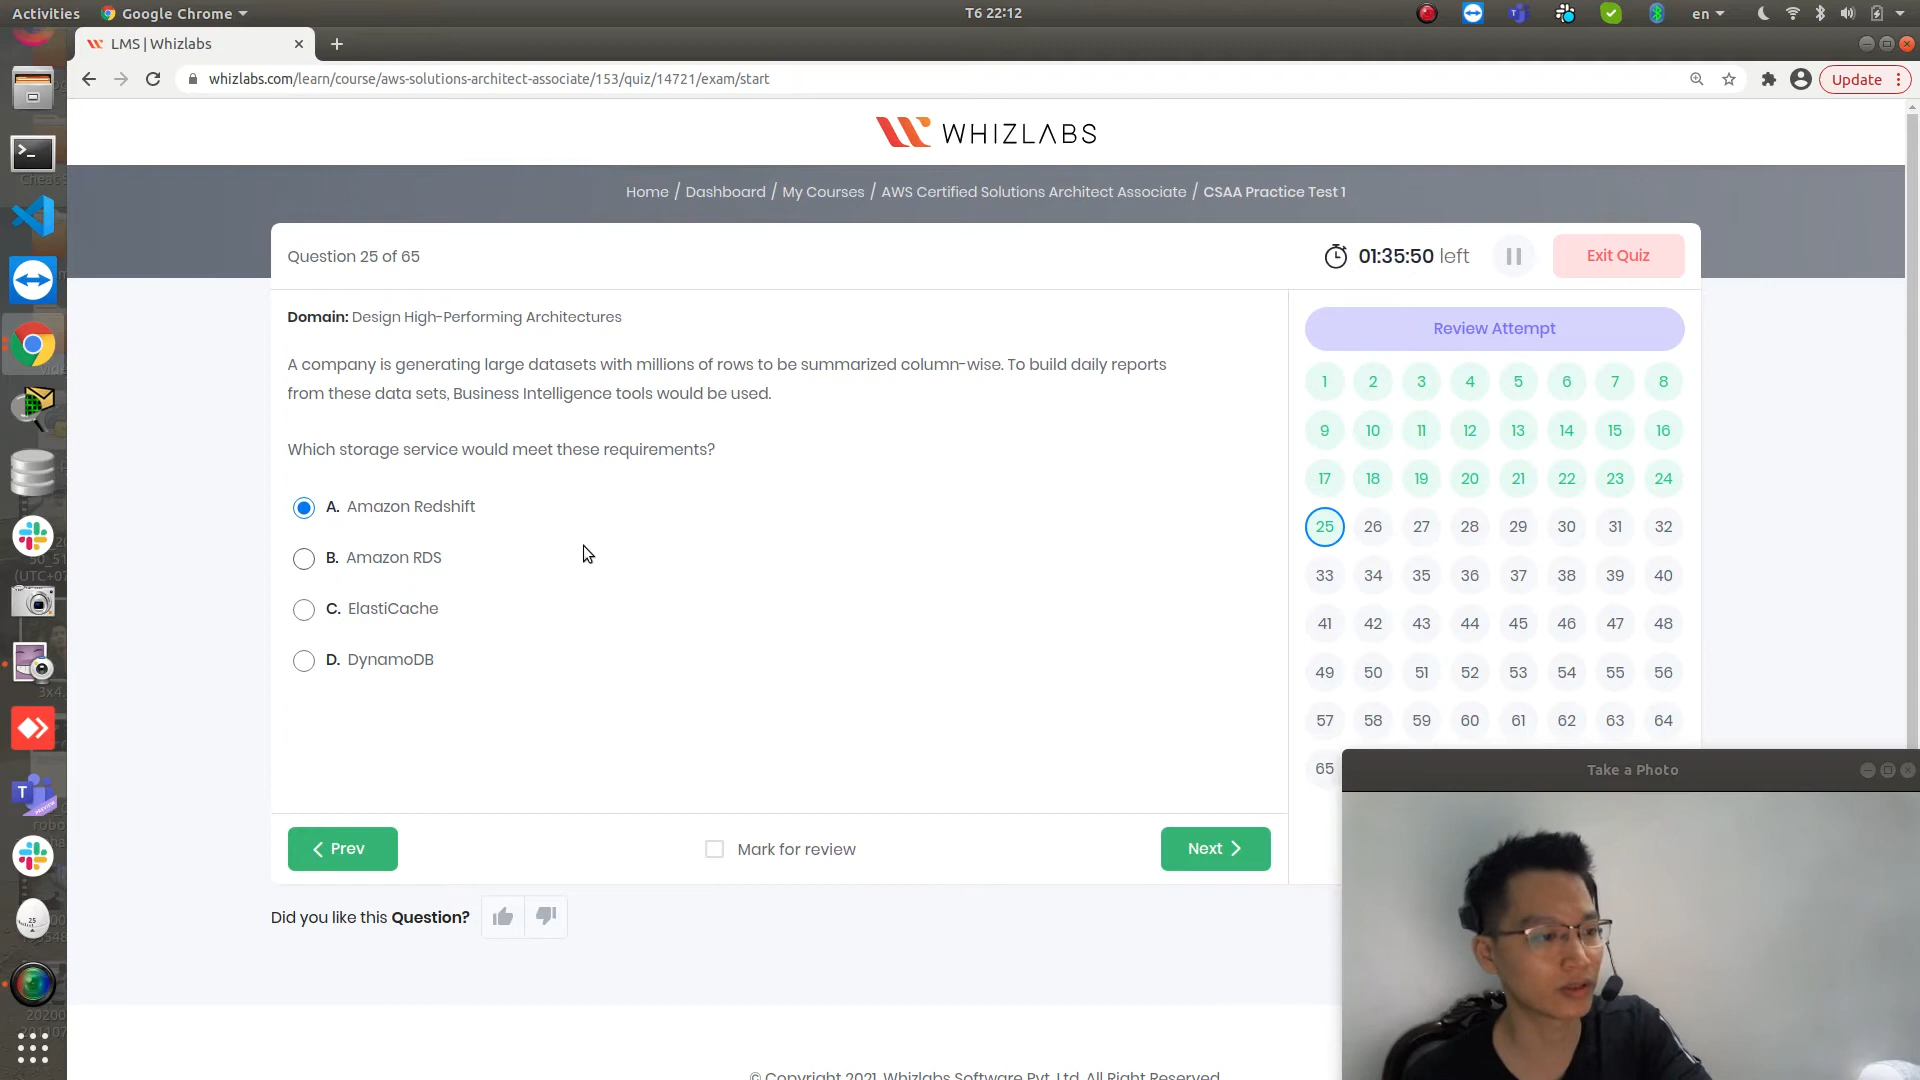 Activities
Google Chrome
T6 22:12
en
LMS | Whizlabs
whizlabs.com/learn/course/aws-solutions-architect-associate/153/quiz/14721/exam/start
Update
WHIZLABS
Home / Dashboard / My Courses / AWS Certified Solutions Architect Associate / CSAA Practice Test 1
Question 25 of 65
01:35:50 left
Exit Quiz
Domain: Design High-Performing Architectures
A company is generating large datasets with millions of rows to be summarized column-wise. To build daily reports
from these data sets, Business Intelligence tools would be used.
Which storage service would meet these requirements?
A. Amazon Redshift
B. Amazon RDS
C. ElastiCache
D. DynamoDB
Prev
Mark for review
Next
Review Attempt
1 2 3 4 5 6 7 8
9 10 11 12 13 14 15 16
17 18 19 20 21 22 23 24
25 26 27 28 29 30 31 32
33 34 35 36 37 38 39 40
41 42 43 44 45 46 47 48
49 50 51 52 53 54 55 56
57 58 59 60 61 62 63 64
65
Take a Photo
Did you like this Question?
© Copyright 2021. Whizlabs Software Pvt. Ltd. All Right Reserved.